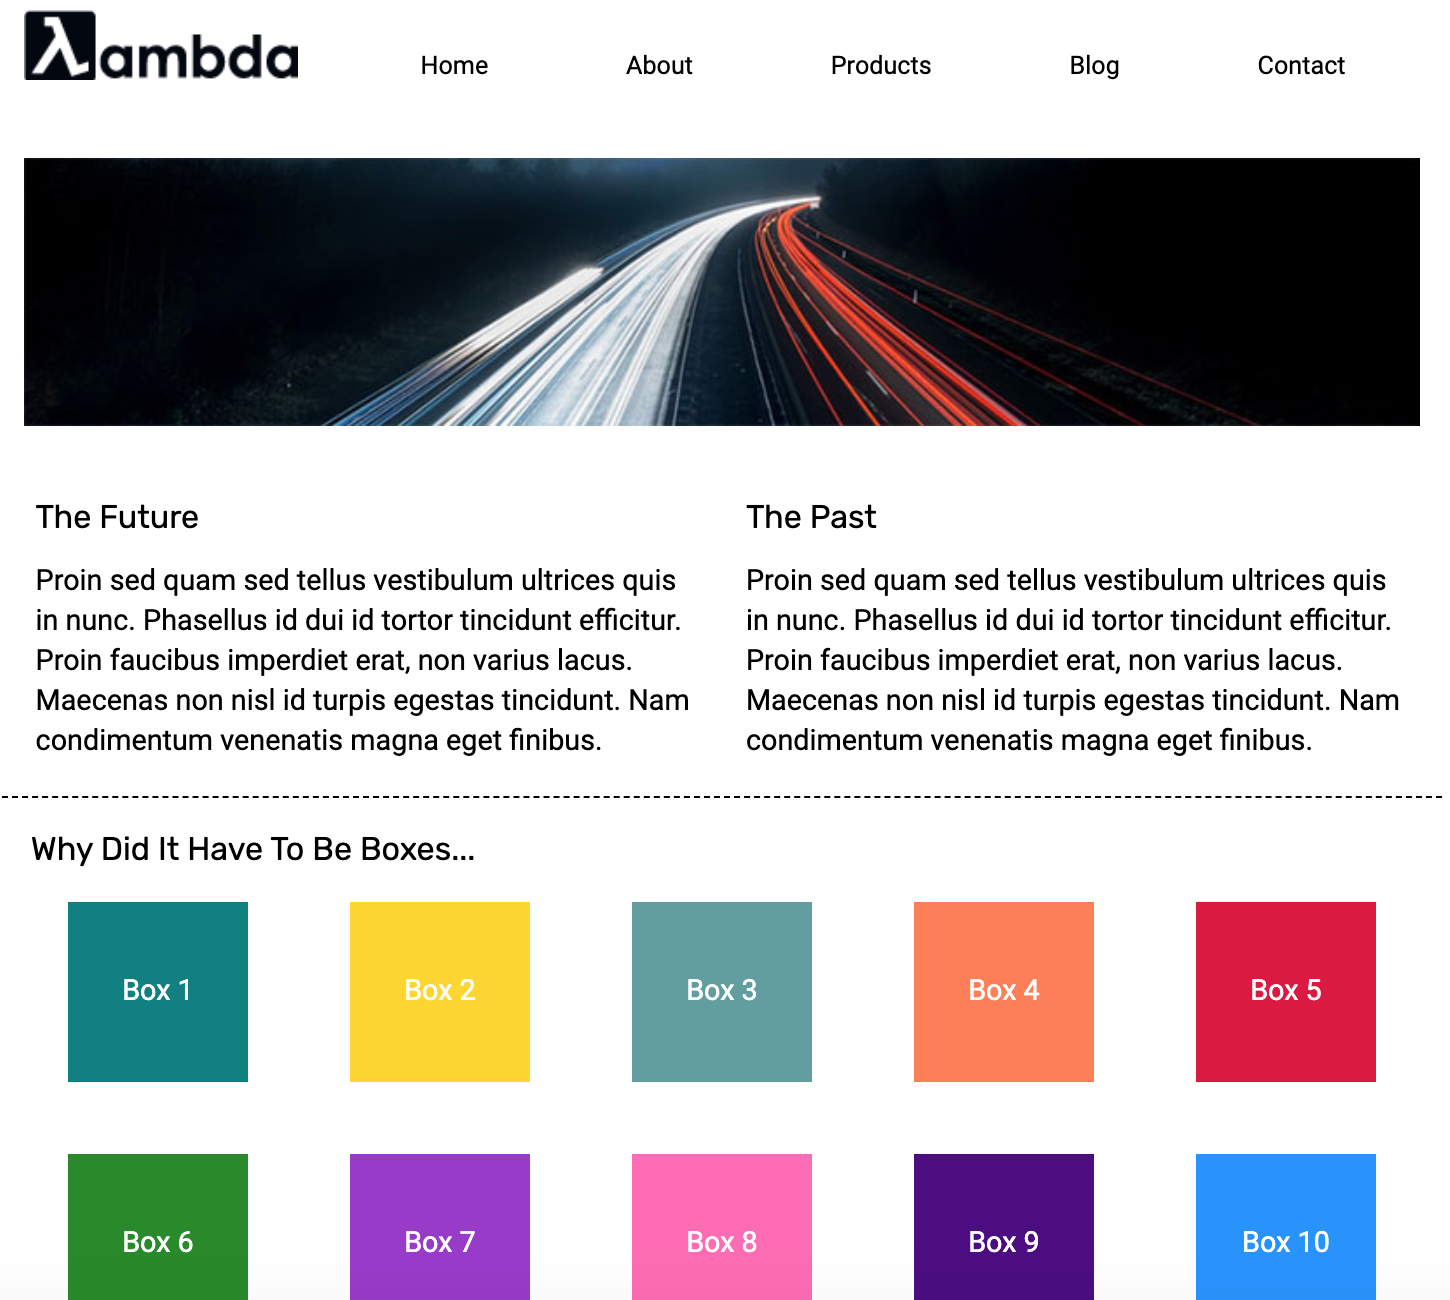 λambda
Home About Products Blog Contact
The Future
Proin sed quam sed tellus vestibulum ultrices quis
in nunc. Phasellus id dui id tortor tincidunt efficitur.
Proin faucibus imperdiet erat, non varius lacus.
Maecenas non nisl id turpis egestas tincidunt. Nam
condimentum venenatis magna eget finibus.
The Past
Proin sed quam sed tellus vestibulum ultrices quis
in nunc. Phasellus id dui id tortor tincidunt efficitur.
Proin faucibus imperdiet erat, non varius lacus.
Maecenas non nisl id turpis egestas tincidunt. Nam
condimentum venenatis magna eget finibus.
Why Did It Have To Be Boxes...
Box 1 Box 2 Box 3 Box 4 Box 5
Box 6 Box 7 Box 8 Box 9 Box 10